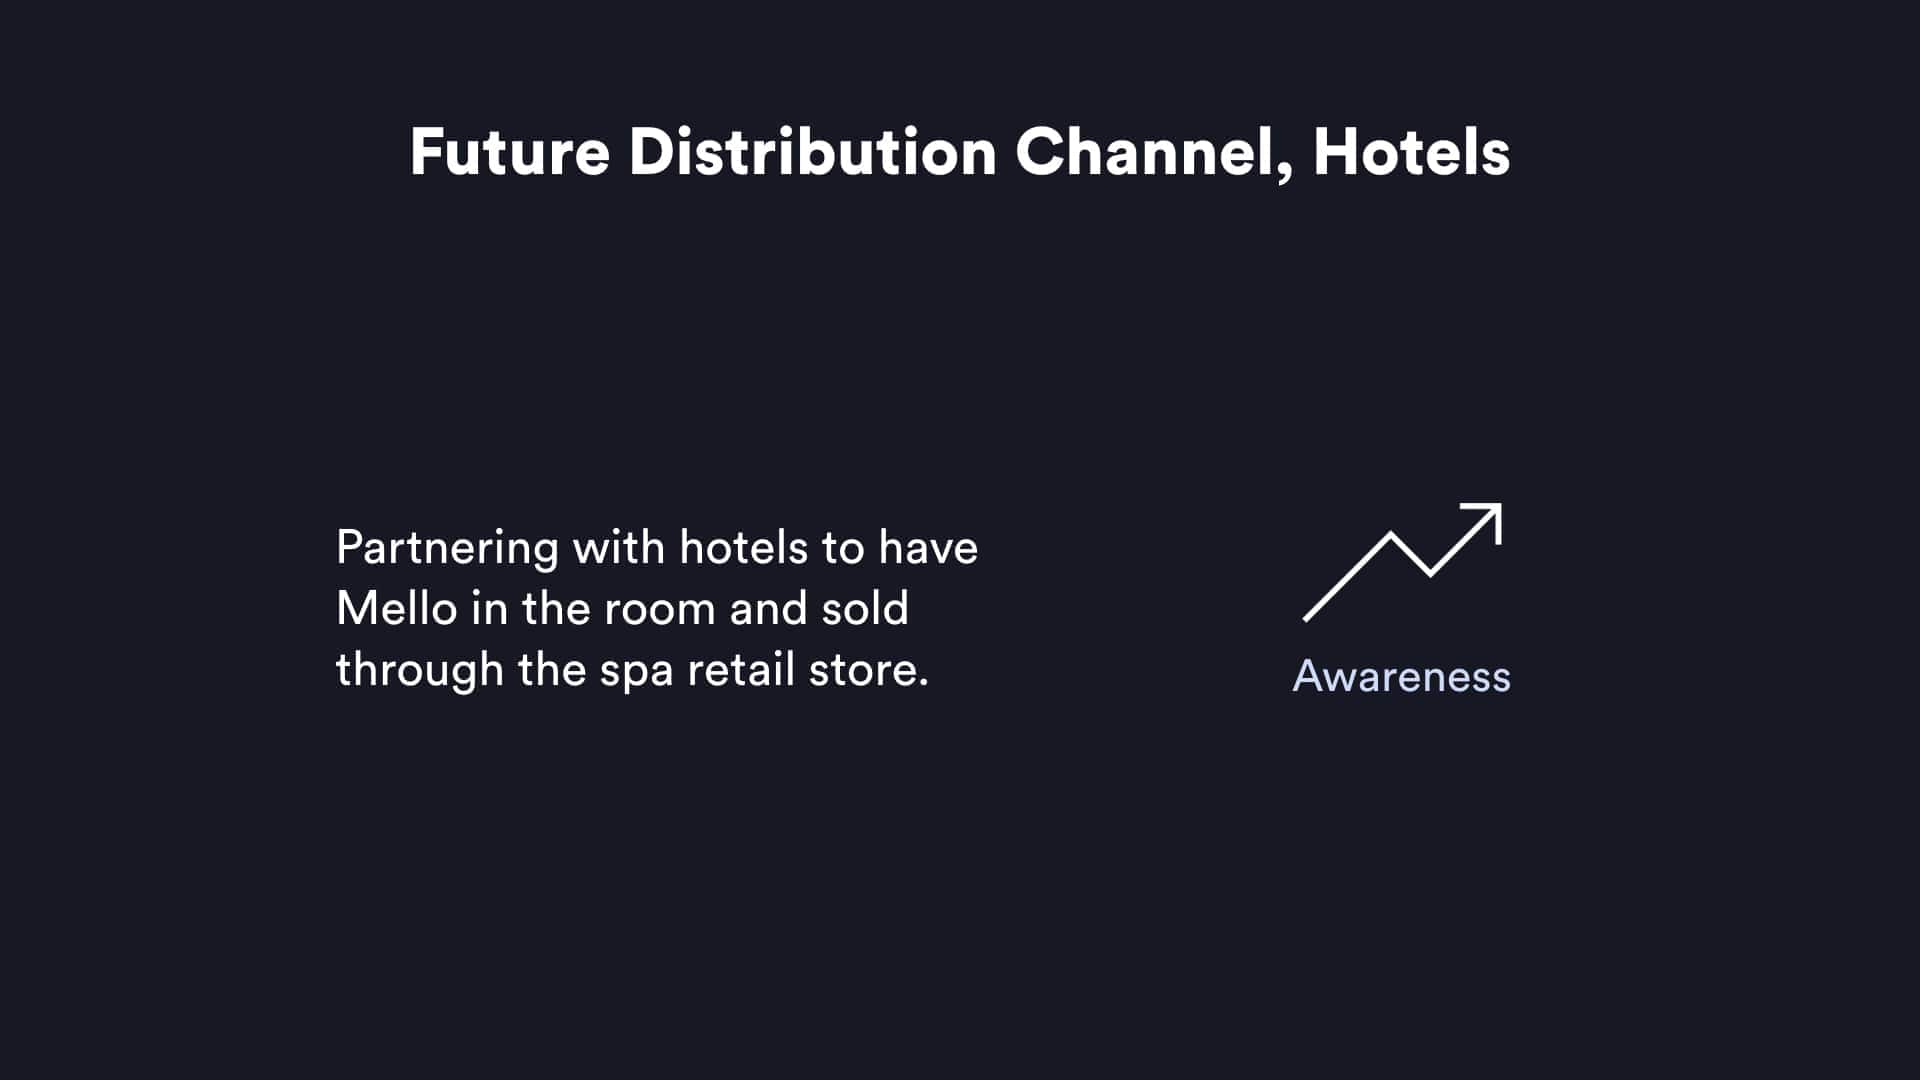 Future Distribution Channel, Hotels
Partnering with hotels to have
Mello in the room and sold
through the spa retail store.
Awareness